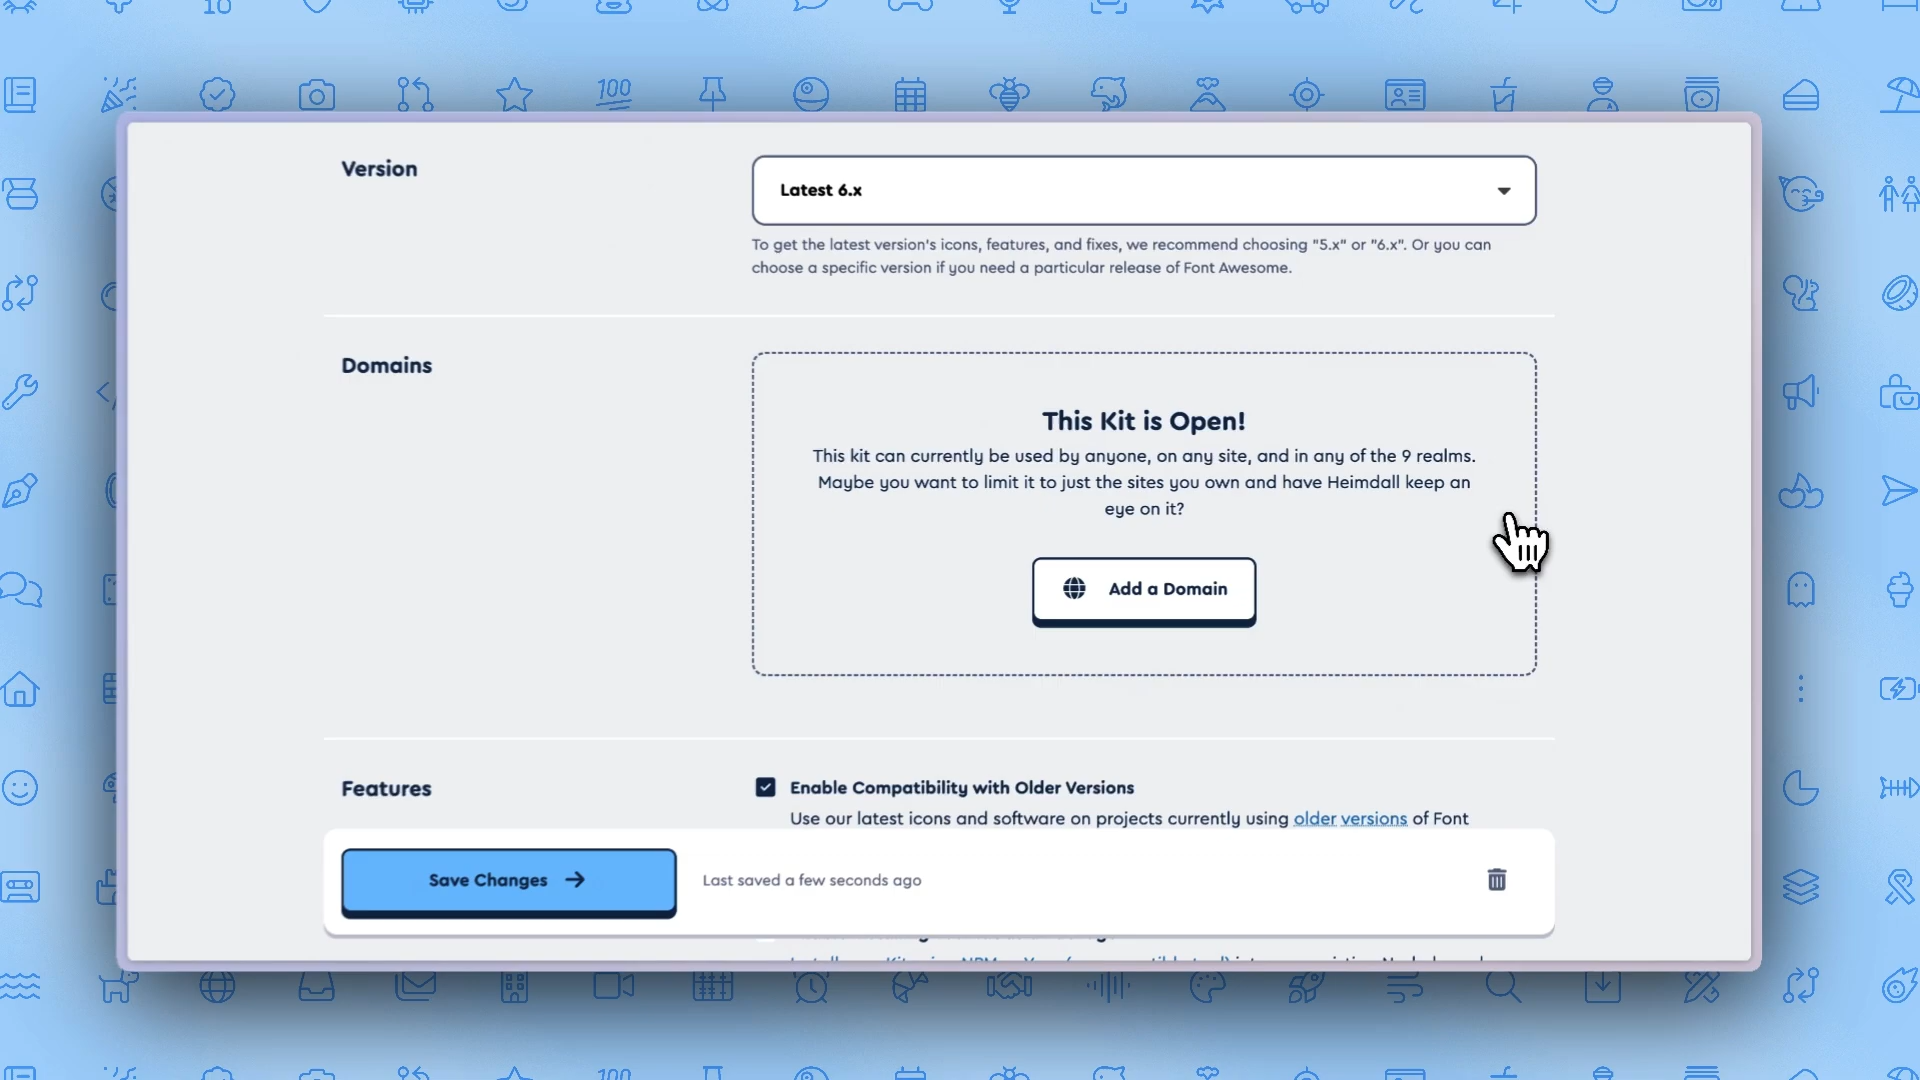 10
100
Version
Latest 6.x
To get the latest version's icons, features, and fixes, we recommend choosing "5.x" or "6.x". Or you can
choose a specific version if you need a particular release of Font Awesome.
Domains
This Kit is Open!
This kit can currently be used by anyone, on any site, and in any of the 9 realms.
Maybe you want to limit it to just the sites you own and have Heimdall keep an
eye on it?
Add a Domain
Features
Enable Compatibility with Older Versions
Use our latest icons and software on projects currently using older versions of Font
Save Changes
Last saved a few seconds ago
100